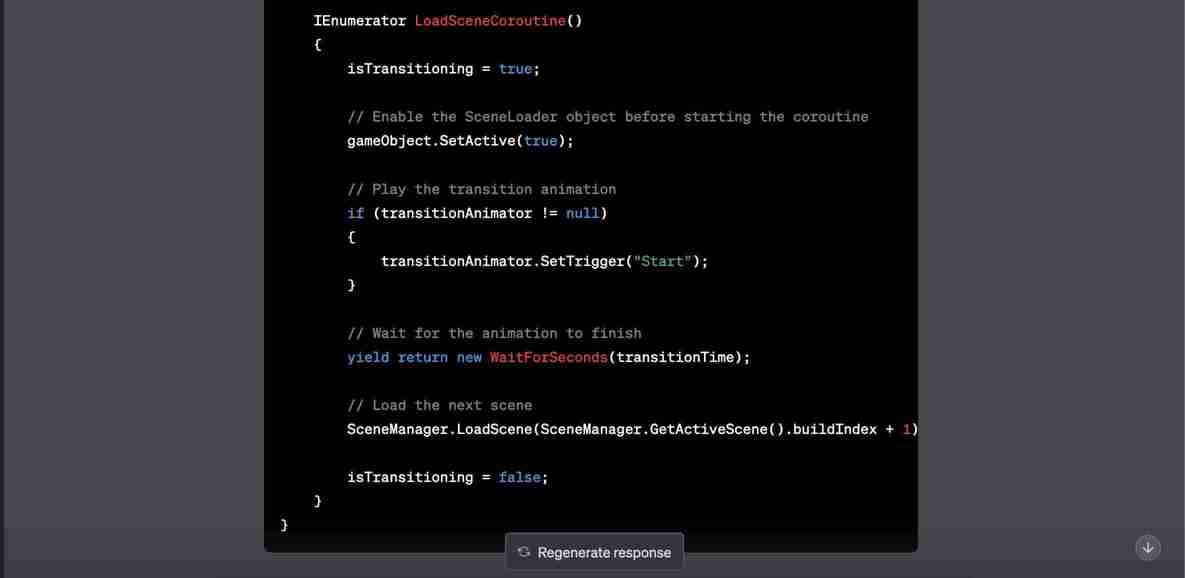 IEnumerator LoadSceneCoroutine()
{
isTransitioning = true;
// Enable the SceneLoader object before starting the coroutine
gameObject.SetActive(true);
// Play the transition animation
if (transitionAnimator != null)
{
transitionAnimator.SetTrigger("Start");
}
// Wait for the animation to finish
yield return new WaitForSeconds(transitionTime);
// Load the next scene
SceneManager.LoadScene(SceneManager.GetActiveScene().buildIndex + 1)
isTransitioning = false;
}
}
Regenerate response